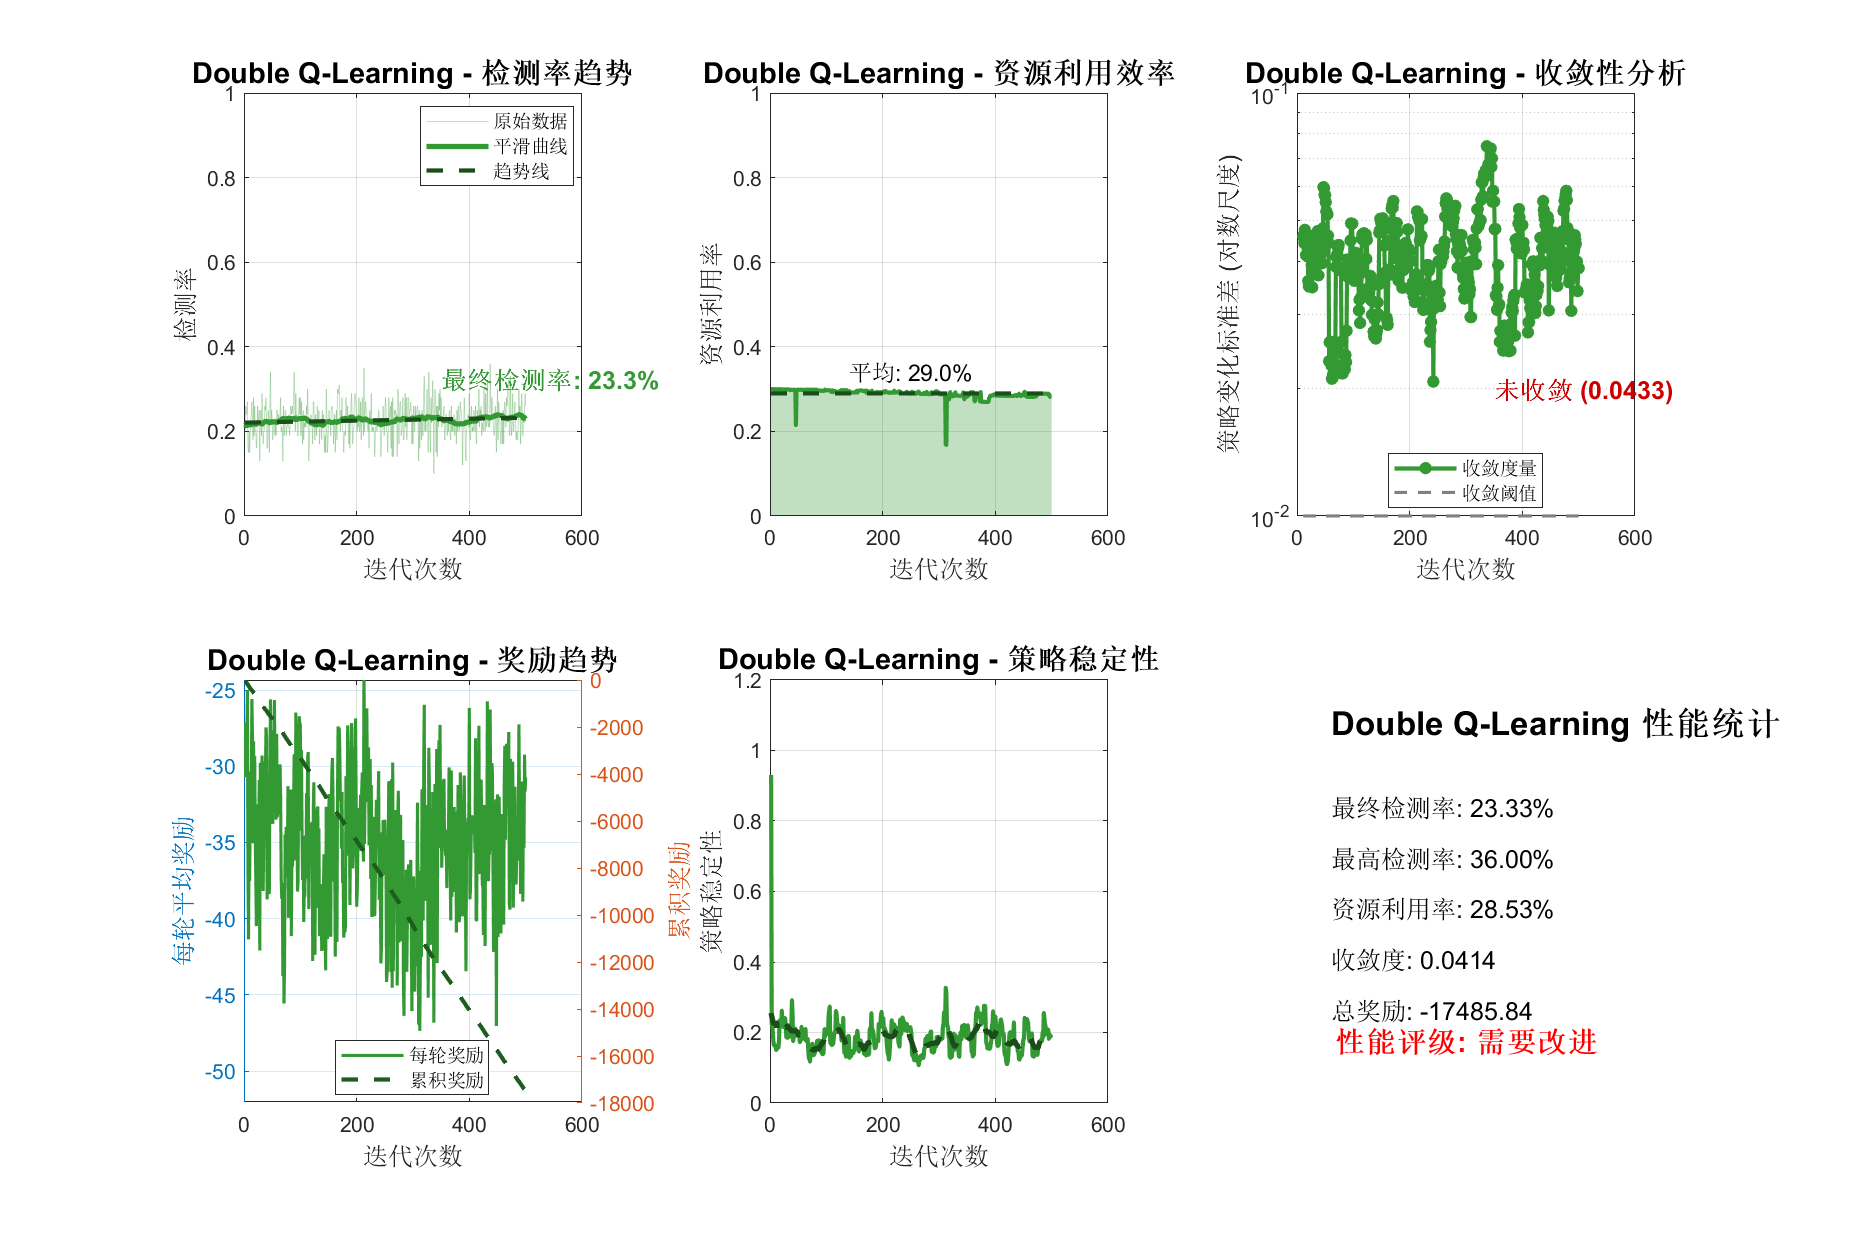 Double Q-Learning - 检测率趋势
1
0.8
0.6
0.4
0.2
0
0
200
400
600
检测率
迭代次数
原始数据
平滑曲线
趋势线
最终检测率: 23.3%
Double Q-Learning - 资源利用效率
1
0.8
0.6
0.4
0.2
0
0
200
400
600
资源利用率
迭代次数
平均: 29.0%
Double Q-Learning - 收敛性分析
10-1
10-2
0
200
400
600
策略变化标准差 (对数尺度)
迭代次数
未收敛 (0.0433)
收敛度量
收敛阈值
Double Q-Learning - 奖励趋势
-25
-30
-35
-40
-45
-50
0
-2000
-4000
-6000
-8000
-10000
-12000
-14000
-16000
-18000
0
200
400
600
每轮平均奖励
累积奖励
迭代次数
每轮奖励
累积奖励
Double Q-Learning - 策略稳定性
1.2
1
0.8
0.6
0.4
0.2
0
0
200
400
600
策略稳定性
迭代次数
Double Q-Learning 性能统计
最终检测率: 23.33%
最高检测率: 36.00%
资源利用率: 28.53%
收敛度: 0.0414
总奖励: -17485.84
性能评级: 需要改进